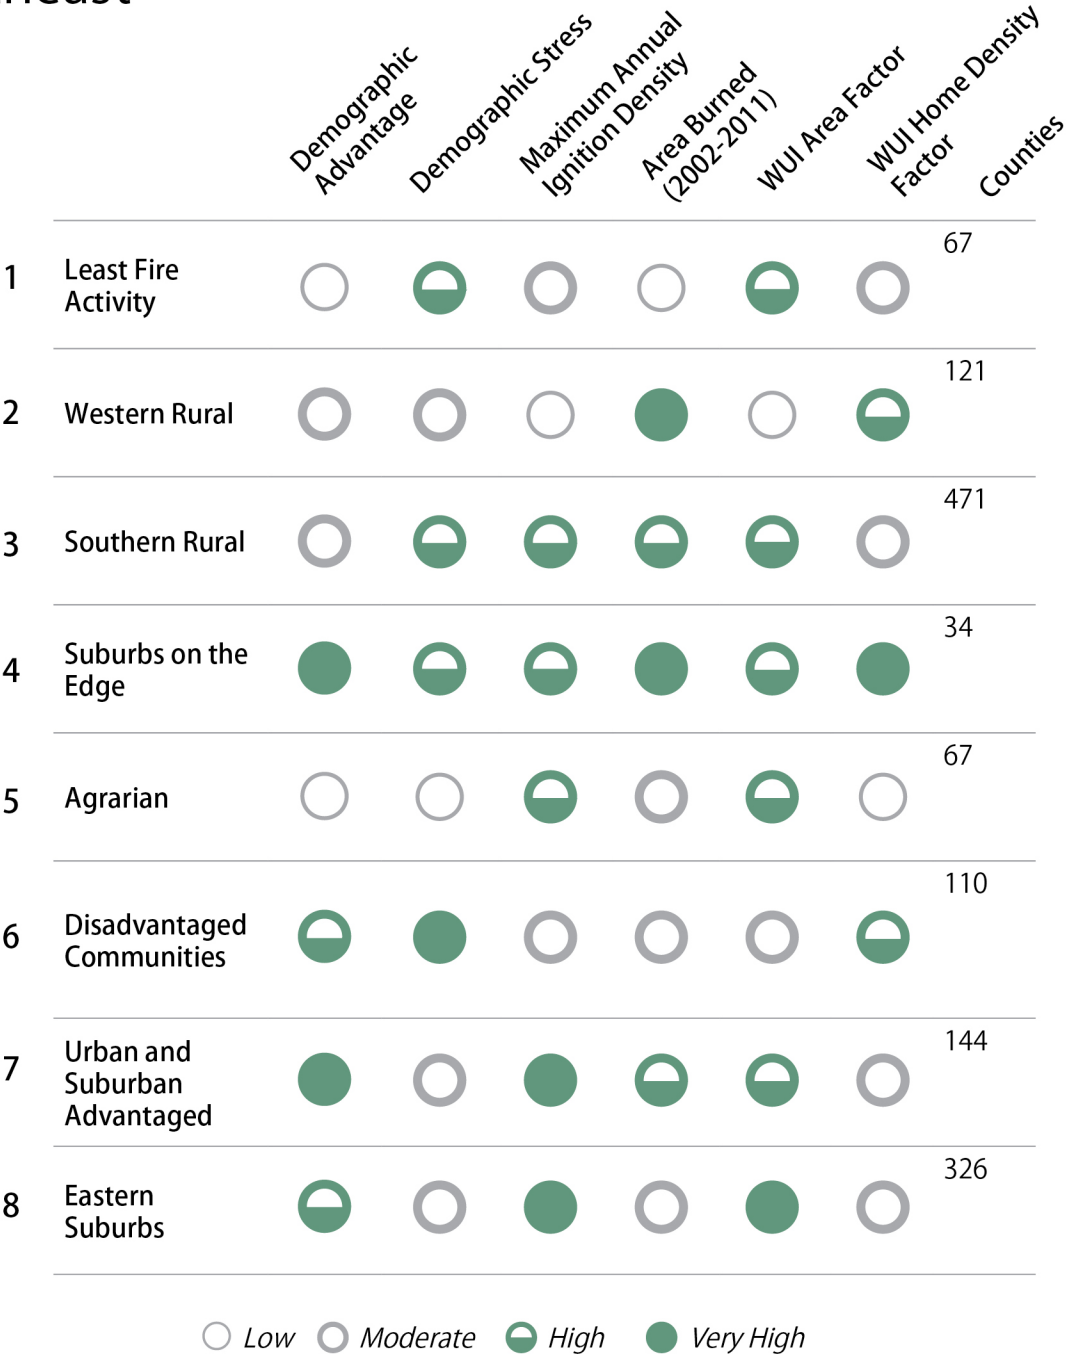 Demographic
Advantage
Demographic Stress
Maximum Annual
Ignition Density
Area Burned
(2002-2011)
WUI Area Factor
WUI Home Density
Factor
Counties
1
Least Fire
Activity
67
2
Western Rural
121
3
Southern Rural
471
4
Suburbs on the
Edge
34
5
Agrarian
67
6
Disadvantaged
Communities
110
7
Urban and
Suburban
Advantaged
144
8
Eastern
Suburbs
326
Low Moderate High Very High